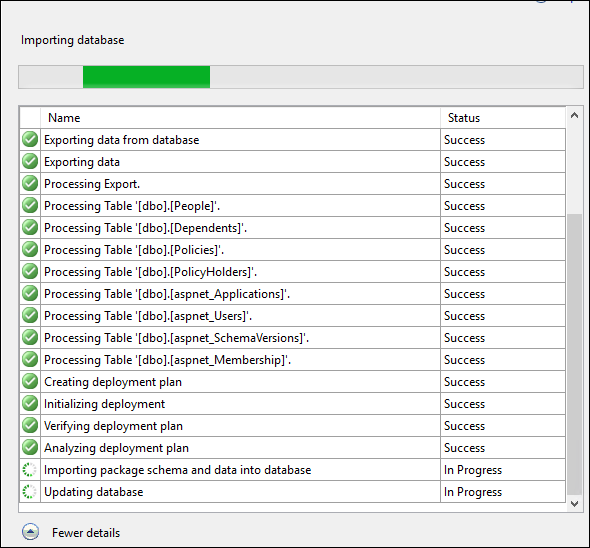 Importing database
Name Status
Exporting data from database Success
Exporting data Success
Processing Export. Success
Processing Table '[dbo].[People]'. Success
Processing Table '[dbo].[Dependents]'. Success
Processing Table '[dbo].[Policies]'. Success
Processing Table '[dbo].[PolicyHolders]'. Success
Processing Table '[dbo].[aspnet_Applications]'. Success
Processing Table '[dbo].[aspnet_Users]'. Success
Processing Table '[dbo].[aspnet_SchemaVersions]'. Success
Processing Table '[dbo].[aspnet_Membership]'. Success
Creating deployment plan Success
Initializing deployment Success
Verifying deployment plan Success
Analyzing deployment plan Success
Importing package schema and data into database In Progress
Updating database In Progress
Fewer details